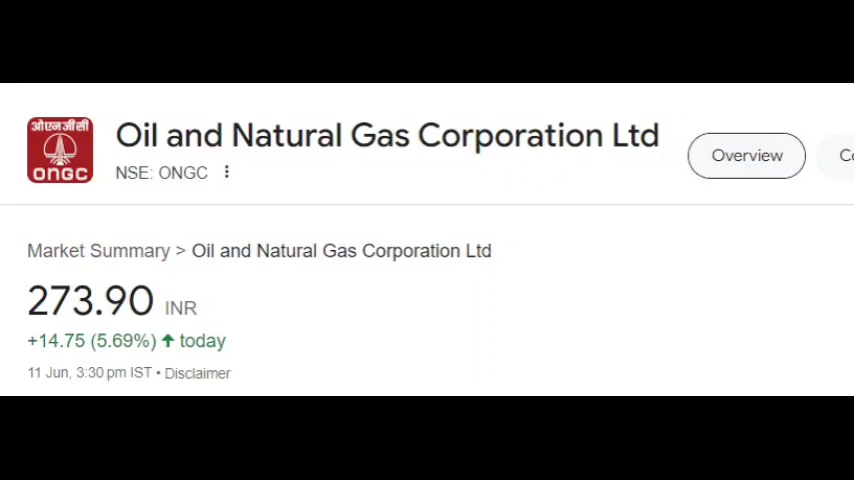 ओएनजीसी
ONGC
Oil and Natural Gas Corporation Ltd
NSE: ONGC
Overview
Market Summary > Oil and Natural Gas Corporation Ltd
273.90 INR
+14.75 (5.69%) ↑ today
11 Jun, 3:30 pm IST • Disclaimer